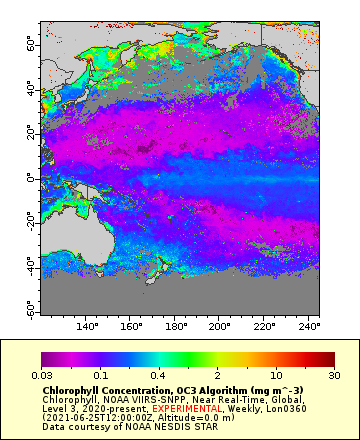 60°
40°
20°
0°
-20°
-40°
-60°
140° 160° 180° 200° 220° 240°
0.03 0.1 0.4 2 10 30
Chlorophyll Concentration, OC3 Algorithm (mg m^-3)
Chlorophyll, NOAA VIIRS-SNPP, Near Real-Time, Global,
Level 3, 2020-present, EXPERIMENTAL, Weekly, Lon0360
(2021-06-25T12:00:00Z, Altitude=0.0 m)
Data courtesy of NOAA NESDIS STAR